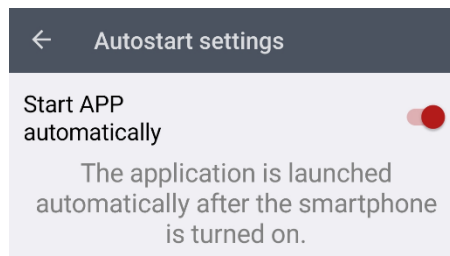 Autostart settings
Start APP
automatically
The application is launched
automatically after the smartphone
is turned on.